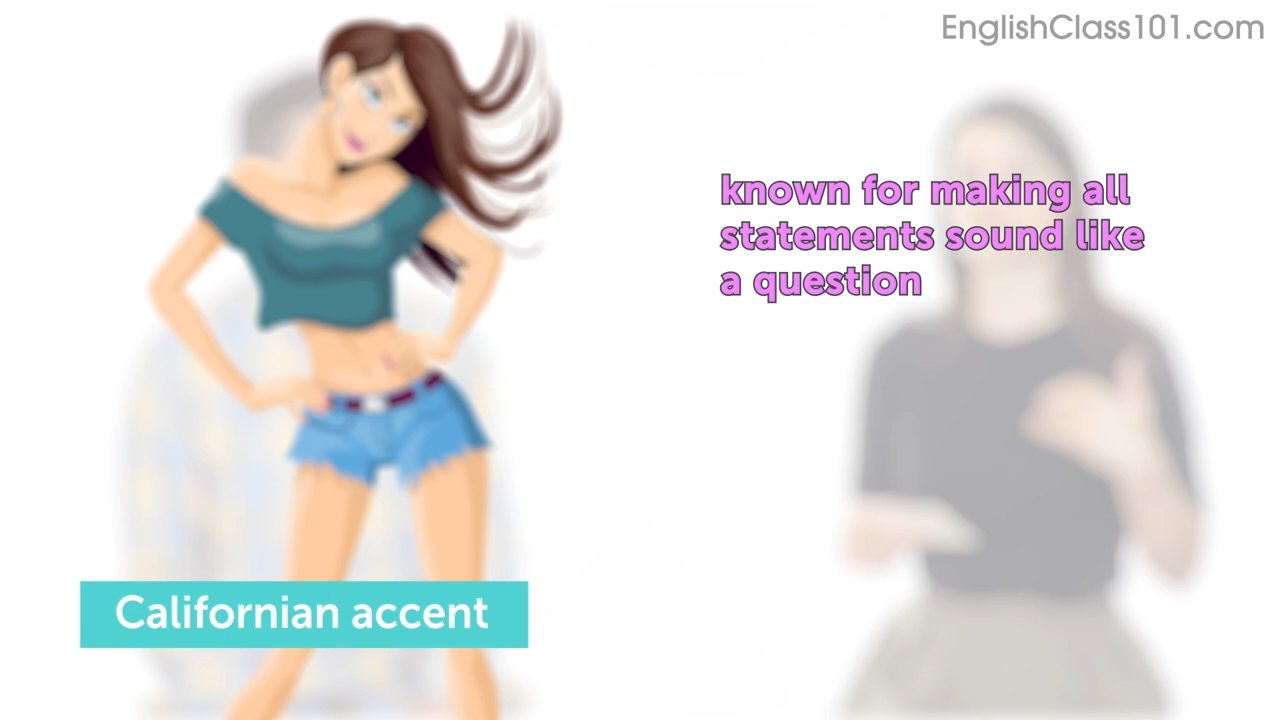 EnglishClass101.com
known for making all
statements sound like
a question
Californian accent